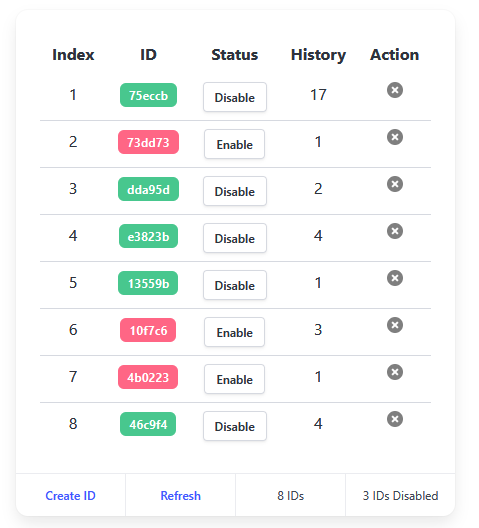 Index ID Status History Action
1 75eccb Disable 17
2 73dd73 Enable 1
3 dda95d Disable 2
4 e3823b Disable 4
5 13559b Disable 1
6 10f7c6 Enable 3
7 4b0223 Enable 1
8 46c9f4 Disable 4
Create ID Refresh 8 IDs 3 IDs Disabled